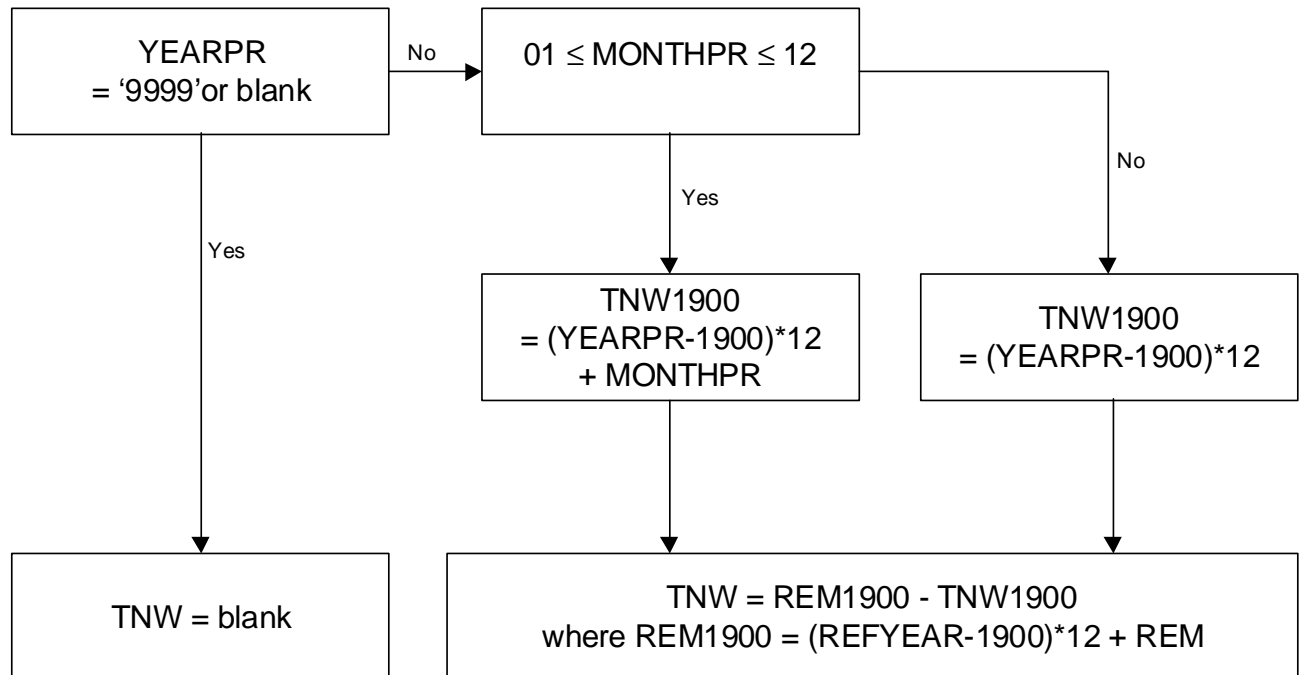 YEARPR
= ‘9999’or blank
No
01 ≤ MONTHPR ≤ 12
No
Yes
Yes
TNW1900
= (YEARPR-1900)*12
+ MONTHPR
TNW1900
= (YEARPR-1900)*12
TNW = blank
TNW = REM1900 - TNW1900
where REM1900 = (REFYEAR-1900)*12 + REM